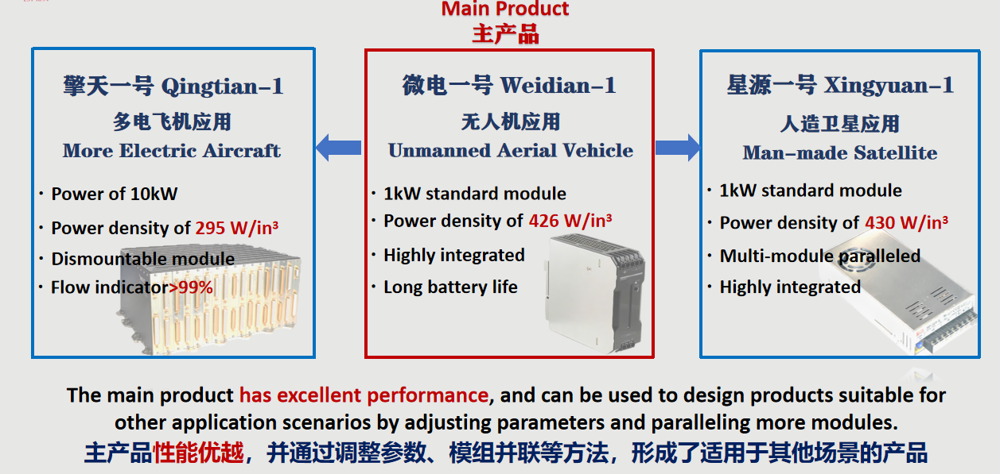 Main Product
主产品
擎天一号 Qingtian-1
多电飞机应用
More Electric Aircraft
· Power of 10kW
· Power density of 295 W/in³
· Dismountable module
· Flow indicator>99%
微电一号 Weidian-1
无人机应用
Unmanned Aerial Vehicle
· 1kW standard module
· Power density of 426 W/in³
· Highly integrated
· Long battery life
星源一号 Xingyuan-1
人造卫星应用
Man-made Satellite
· 1kW standard module
· Power density of 430 W/in³
· Multi-module paralleled
· Highly integrated
The main product has excellent performance, and can be used to design products suitable for
other application scenarios by adjusting parameters and paralleling more modules.
主产品性能优越，并通过调整参数、模组并联等方法，形成了适用于其他场景的产品